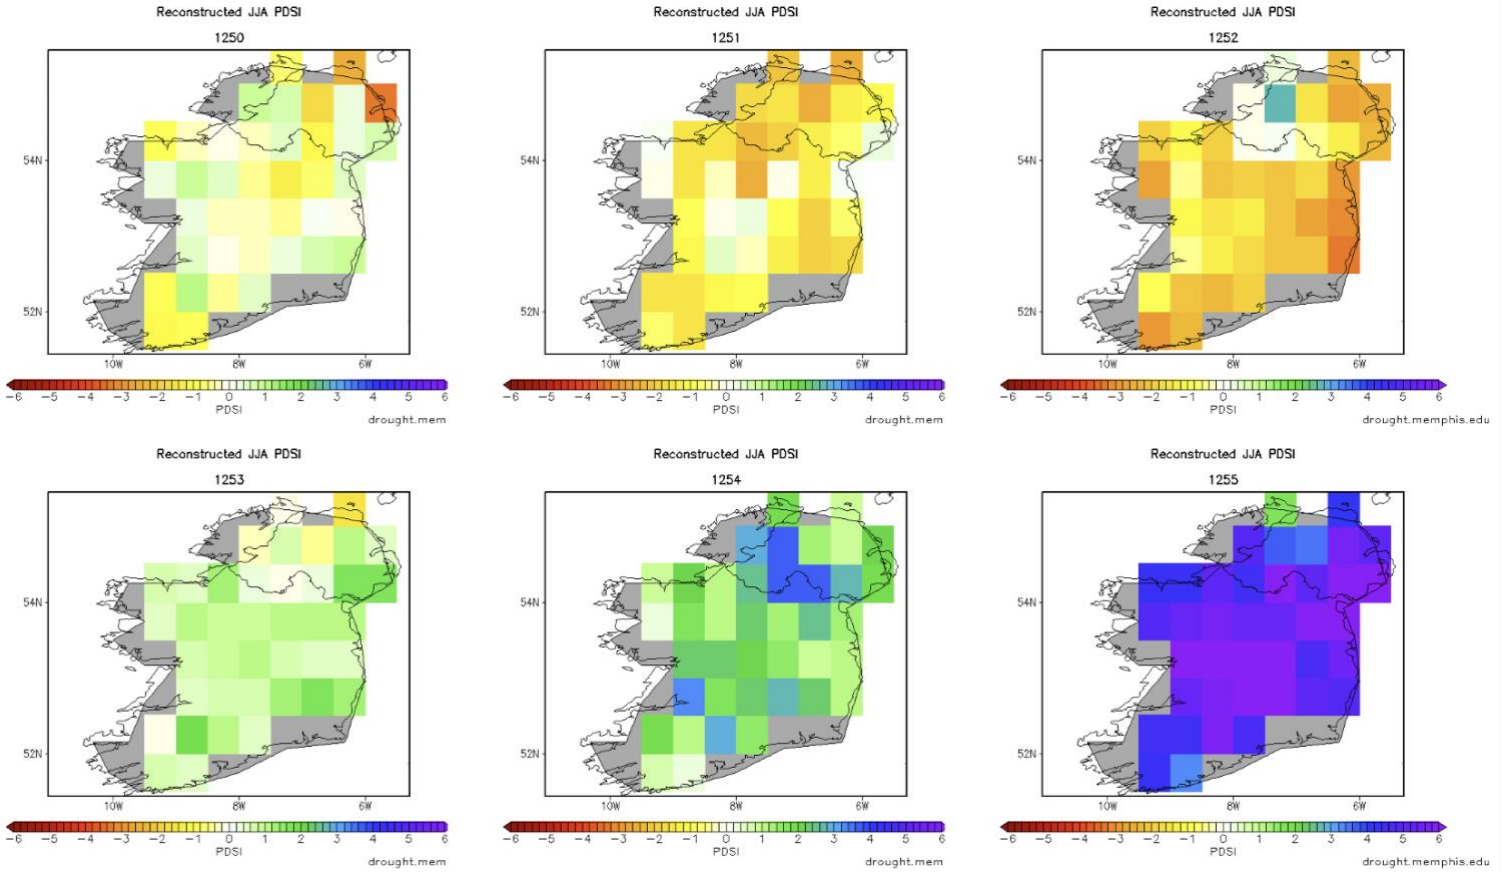 Reconstructed JJA PDSI
1250
54N
52N
10W 8W 6W
-6 -5 -4 -3 -2 -1 0 1 2 3 4 5 6
PDSI
drought.mem
Reconstructed JJA PDSI
1251
54N
52N
10W 8W 6W
-6 -5 -4 -3 -2 -1 0 1 2 3 4 5 6
PDSI
drought.mem
Reconstructed JJA PDSI
1252
54N
52N
10W 8W 6W
-6 -5 -4 -3 -2 -1 0 1 2 3 4 5 6
PDSI
drought.memphis.edu
Reconstructed JJA PDSI
1253
54N
52N
10W 8W 6W
-6 -5 -4 -3 -2 -1 0 1 2 3 4 5 6
PDSI
drought.mem
Reconstructed JJA PDSI
1254
54N
52N
10W 8W 6W
-6 -5 -4 -3 -2 -1 0 1 2 3 4 5 6
PDSI
drought.mem
Reconstructed JJA PDSI
1255
54N
52N
10W 8W 6W
-6 -5 -4 -3 -2 -1 0 1 2 3 4 5 6
PDSI
drought.memphis.edu